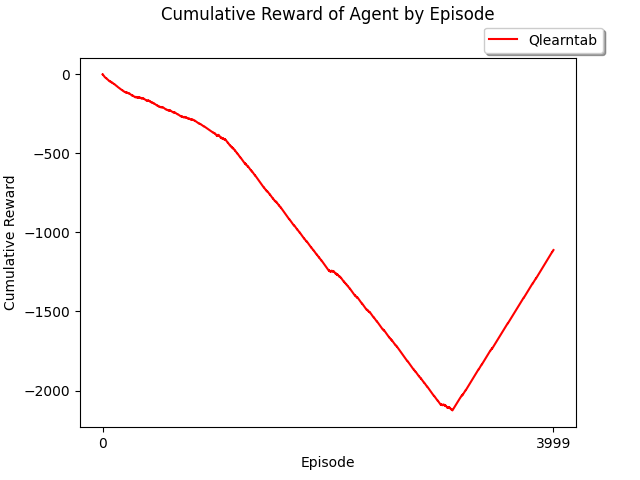 Cumulative Reward of Agent by Episode
Qlearntab
0
−500
−1000
−1500
−2000
Cumulative Reward
0
3999
Episode